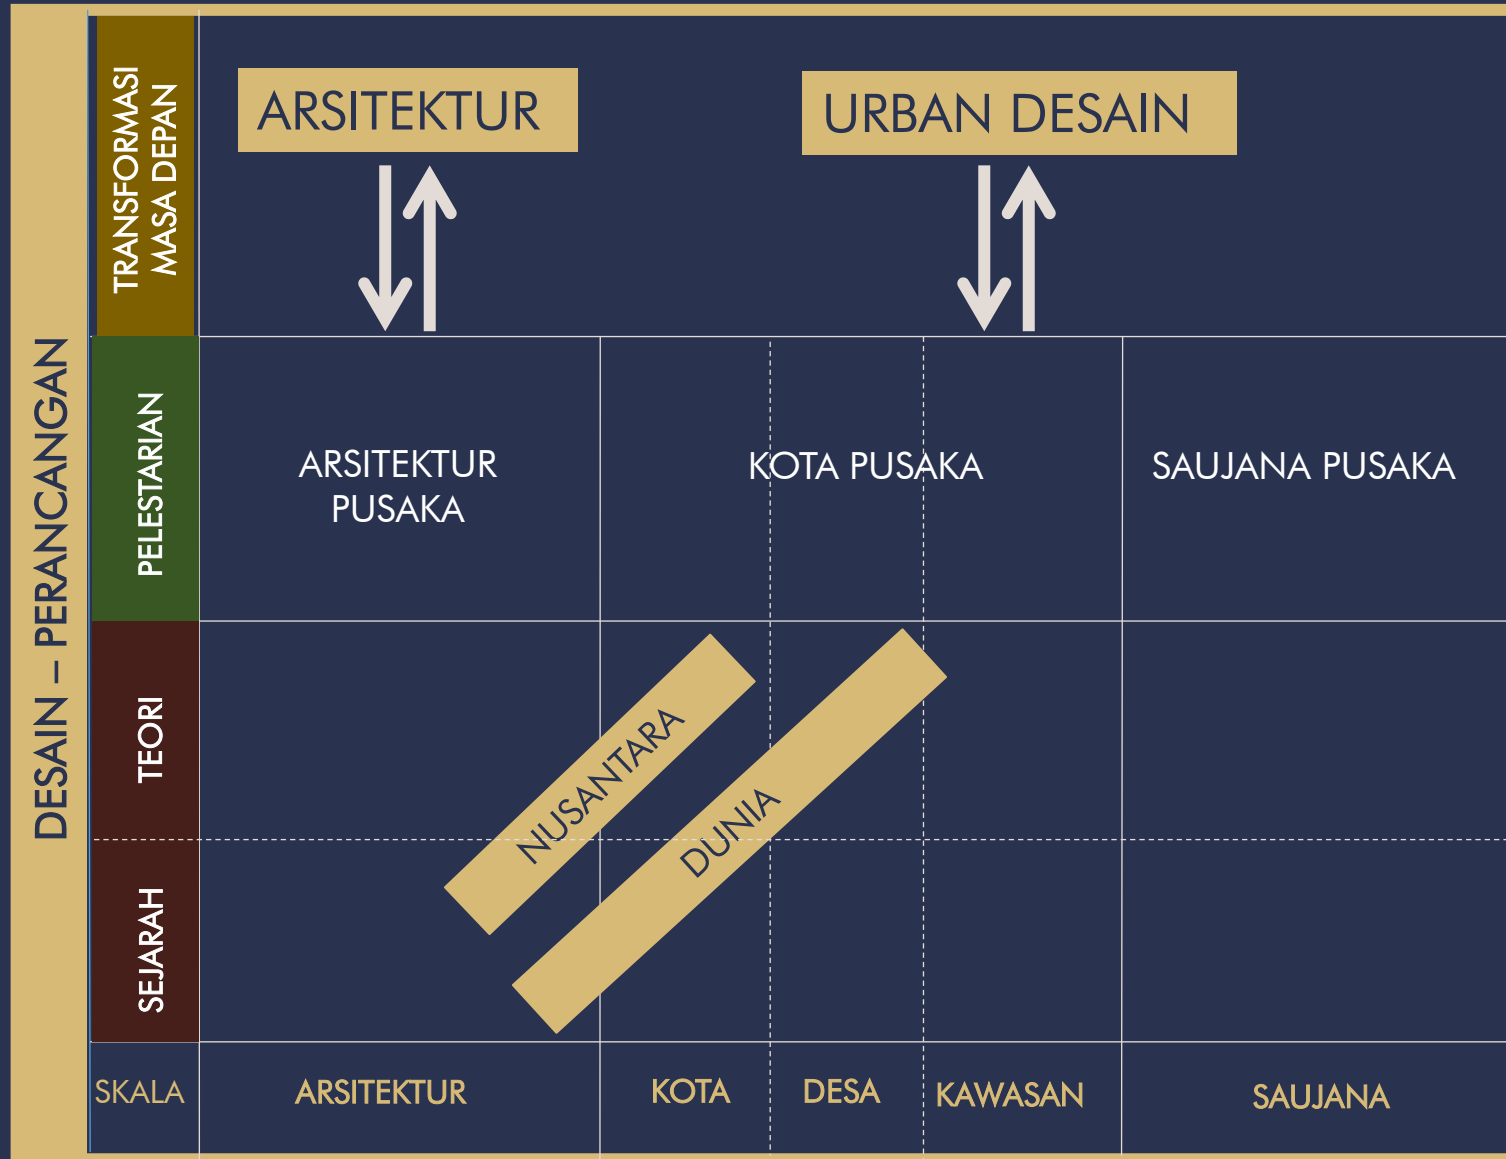 DESAIN – PERANCANGAN
TRANSFORMASI
MASA DEPAN
ARSITEKTUR
URBAN DESAIN
PELESTARIAN
ARSITEKTUR
PUSAKA
KOTA PUSAKA
SAUJANA PUSAKA
TEORI
NUSANTARA
DUNIA
SEJARAH
SKALA
ARSITEKTUR
KOTA
DESA
KAWASAN
SAUJANA